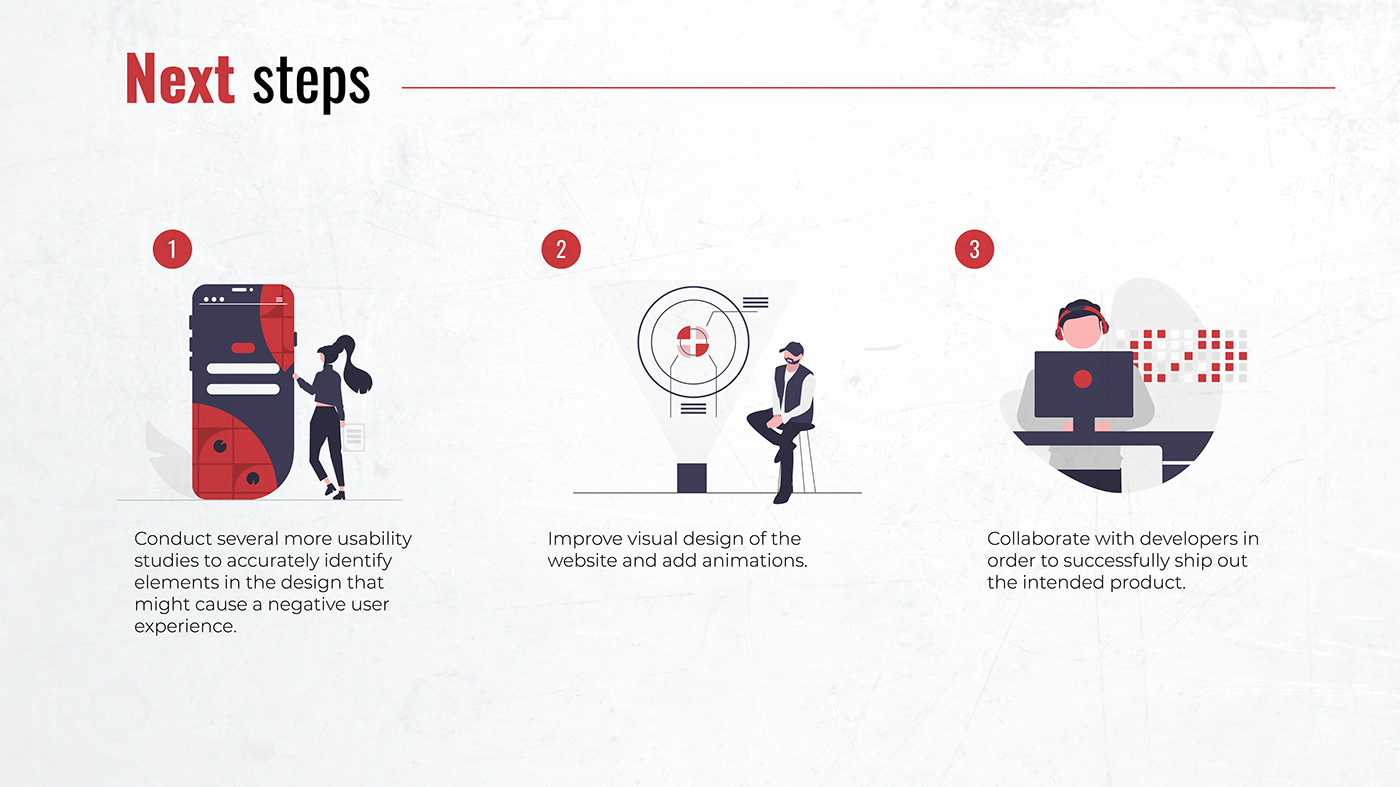 Next steps
1
Conduct several more usability
studies to accurately identify
elements in the design that
might cause a negative user
experience.
2
Improve visual design of the
website and add animations.
3
Collaborate with developers in
order to successfully ship out
the intended product.